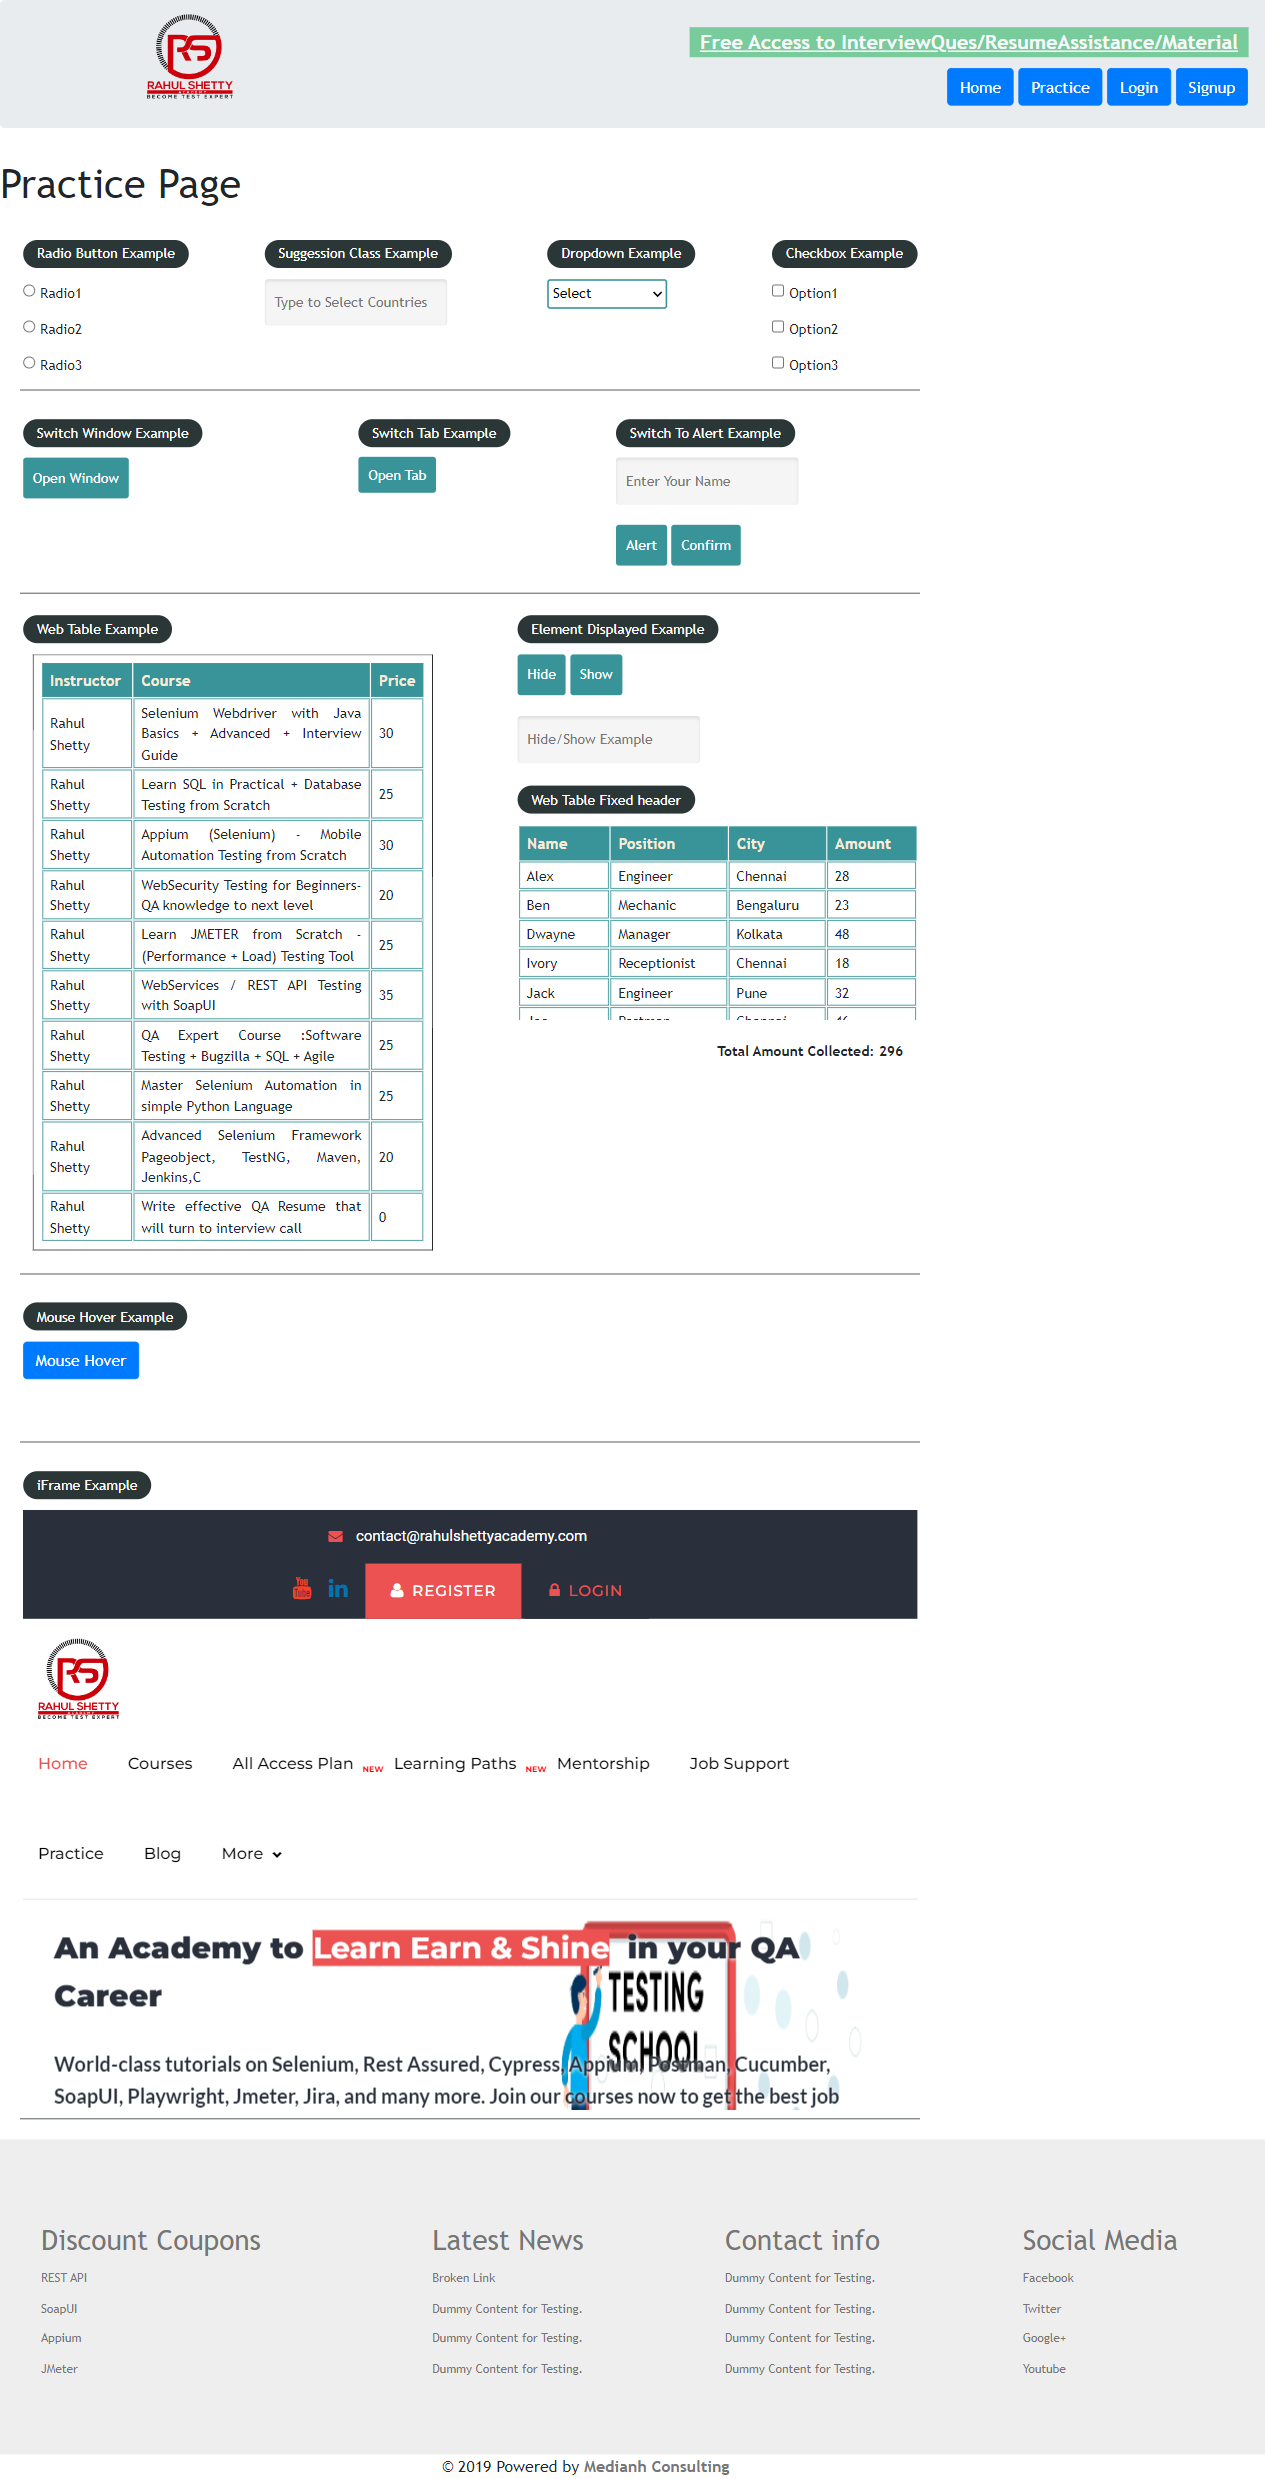 RAHUL SHETTY
ACADEMY
BECOME TEST EXPERT
Free Access to InterviewQues/ResumeAssistance/Material
Home Practice Login Signup
Practice Page
Radio Button Example
Radio1
Radio2
Radio3
Suggession Class Example
Type to Select Countries
Dropdown Example
Select
Checkbox Example
Option1
Option2
Option3
Switch Window Example
Open Window
Switch Tab Example
Open Tab
Switch To Alert Example
Enter Your Name
Alert Confirm
Web Table Example
Instructor Course Price
Rahul Shetty Selenium Webdriver with Java Basics + Advanced + Interview Guide 30
Rahul Shetty Learn SQL in Practical + Database Testing from Scratch 25
Rahul Shetty Appium (Selenium) - Mobile Automation Testing from Scratch 30
Rahul Shetty WebSecurity Testing for Beginners-QA knowledge to next level 20
Rahul Shetty Learn JMETER from Scratch - (Performance + Load) Testing Tool 25
Rahul Shetty WebServices / REST API Testing with SoapUI 35
Rahul Shetty QA Expert Course :Software Testing + Bugzilla + SQL + Agile 25
Rahul Shetty Master Selenium Automation in simple Python Language 25
Rahul Shetty Advanced Selenium Framework Pageobject, TestNG, Maven, Jenkins,C 20
Rahul Shetty Write effective QA Resume that will turn to interview call 0
Element Displayed Example
Hide Show
Hide/Show Example
Web Table Fixed header
Name Position City Amount
Alex Engineer Chennai 28
Ben Mechanic Bengaluru 23
Dwayne Manager Kolkata 48
Ivory Receptionist Chennai 18
Jack Engineer Pune 32
Total Amount Collected: 296
Mouse Hover Example
Mouse Hover
iFrame Example
contact@rahulshettyacademy.com
You Tube in REGISTER LOGIN
RAHUL SHETTY
ACADEMY
BECOME TEST EXPERT
Home Courses All Access Plan NEW Learning Paths NEW Mentorship Job Support
Practice Blog More
An Academy to Learn Earn & Shine in your QA
Career
TESTING
SCHOOL
World-class tutorials on Selenium, Rest Assured, Cypress, Appium, Postman, Cucumber,
SoapUI, Playwright, Jmeter, Jira, and many more. Join our courses now to get the best job
Discount Coupons
REST API
SoapUI
Appium
JMeter
Latest News
Broken Link
Dummy Content for Testing.
Dummy Content for Testing.
Dummy Content for Testing.
Contact info
Dummy Content for Testing.
Dummy Content for Testing.
Dummy Content for Testing.
Dummy Content for Testing.
Social Media
Facebook
Twitter
Google+
Youtube
© 2019 Powered by Medianh Consulting